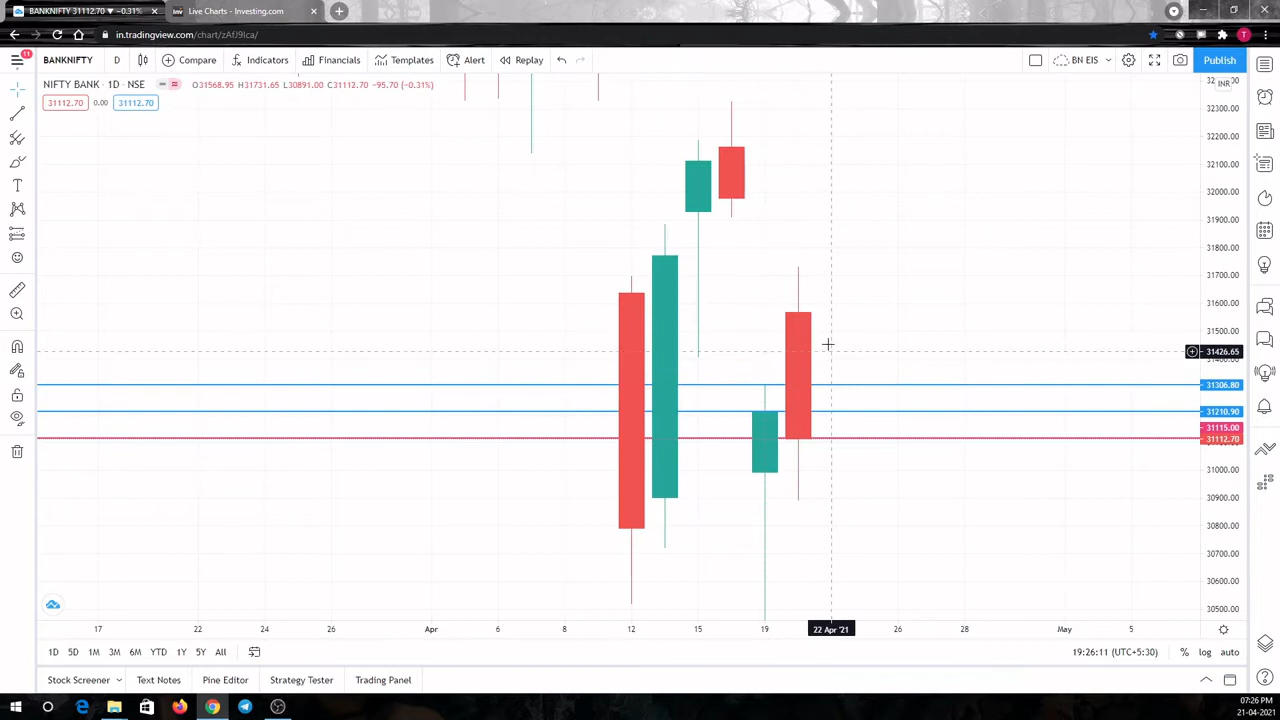 BANKNIFTY 31112.70 ▼ −0.31%
Live Charts - Investing.com
in.tradingview.com/chart/zAfJ9lca/
T
11
BANKNIFTY D Compare Indicators Financials Templates Alert Replay BN EIS Publish
NIFTY BANK · 1D · NSE O31568.95 H31731.65 L30891.00 C31112.70 −95.70 (−0.31%)
31112.70 0.00 31112.70
INR
32300.00
32200.00
32100.00
32000.00
31900.00
31800.00
31700.00
31600.00
31500.00
31426.65
31306.80
31210.90
31115.00
31112.70
31000.00
30900.00
30800.00
30700.00
30600.00
30500.00
17 22 24 26 Apr 6 8 12 15 19 22 Apr '21 26 28 May 5
1D 5D 1M 3M 6M YTD 1Y 5Y All 19:26:11 (UTC+5:30) % log auto
Stock Screener Text Notes Pine Editor Strategy Tester Trading Panel
07:26 PM
21-04-2021